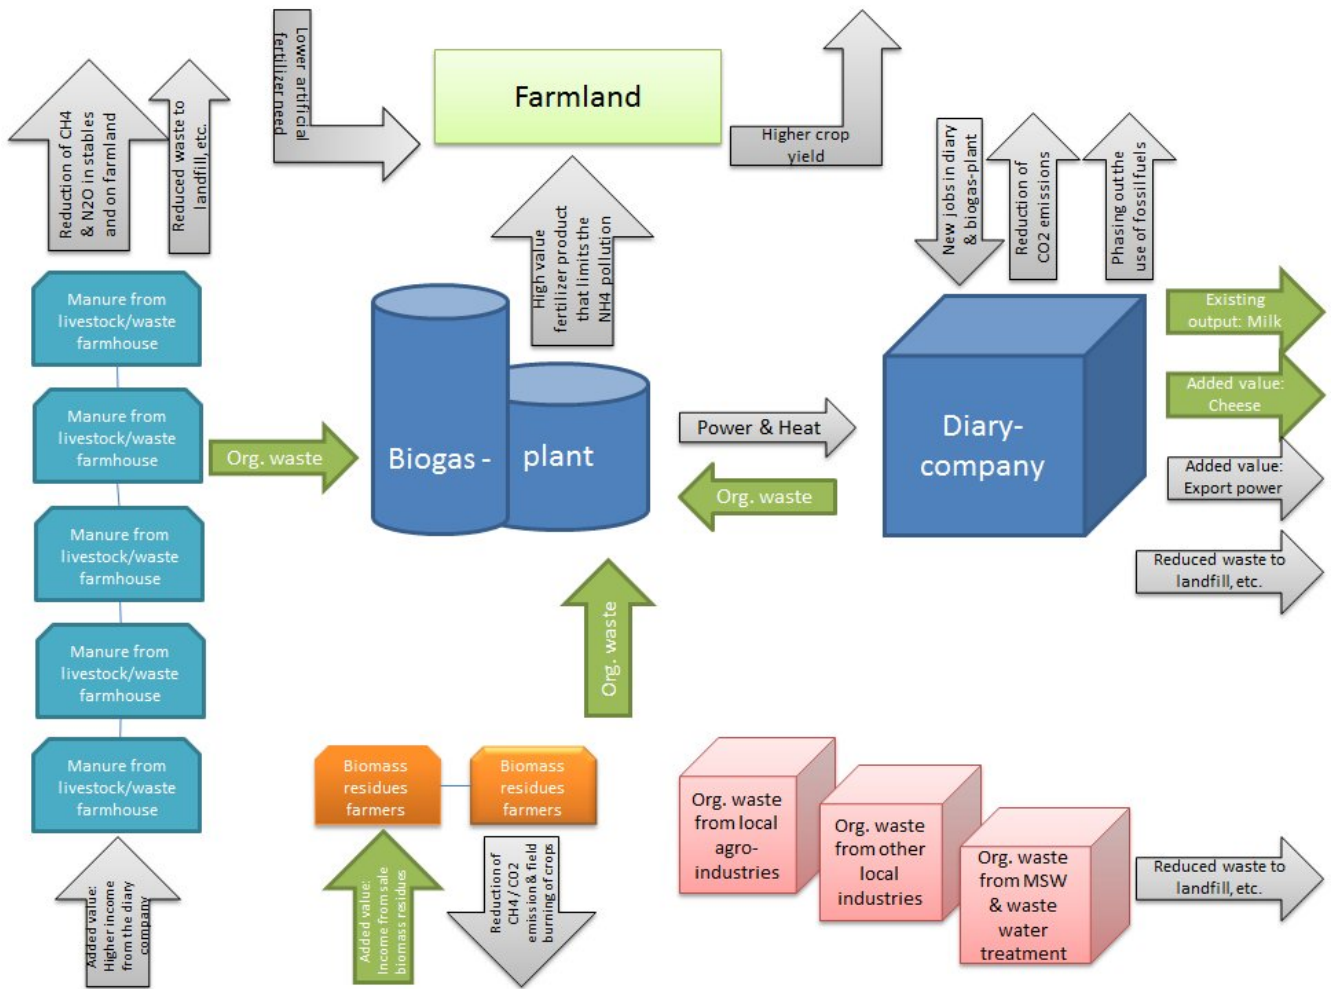 Lower artificial
fertilizer need
Farmland
Higher crop
yield
Reduction of CH4
& N2O in stables
and on farmland
Reduced waste to
landfill, etc.
High value
fertilizer product
that limits the
NH4 pollution
New jobs in diary
& biogas-plant
Reduction of
CO2 emissions
Phasing out the
use of fossil fuels
Manure from
livestock/waste
farmhouse
Manure from
livestock/waste
farmhouse
Manure from
livestock/waste
farmhouse
Manure from
livestock/waste
farmhouse
Manure from
livestock/waste
farmhouse
Org. waste
Biogas - plant
Power & Heat
Org. waste
Diary-
company
Existing
output: Milk
Added value:
Cheese
Added value:
Export power
Reduced waste to
landfill, etc.
Org. waste
Biomass
residues
farmers
Biomass
residues
farmers
Added value:
Higher income
from the diary
company
Added value:
Income from sale
biomass residues
Reduction of
CH4 / CO2
emission & field
burning of crops
Org. waste
from local
agro-
industries
Org. waste
from other
local
industries
Org. waste
from MSW
& waste
water
treatment
Reduced waste to
landfill, etc.